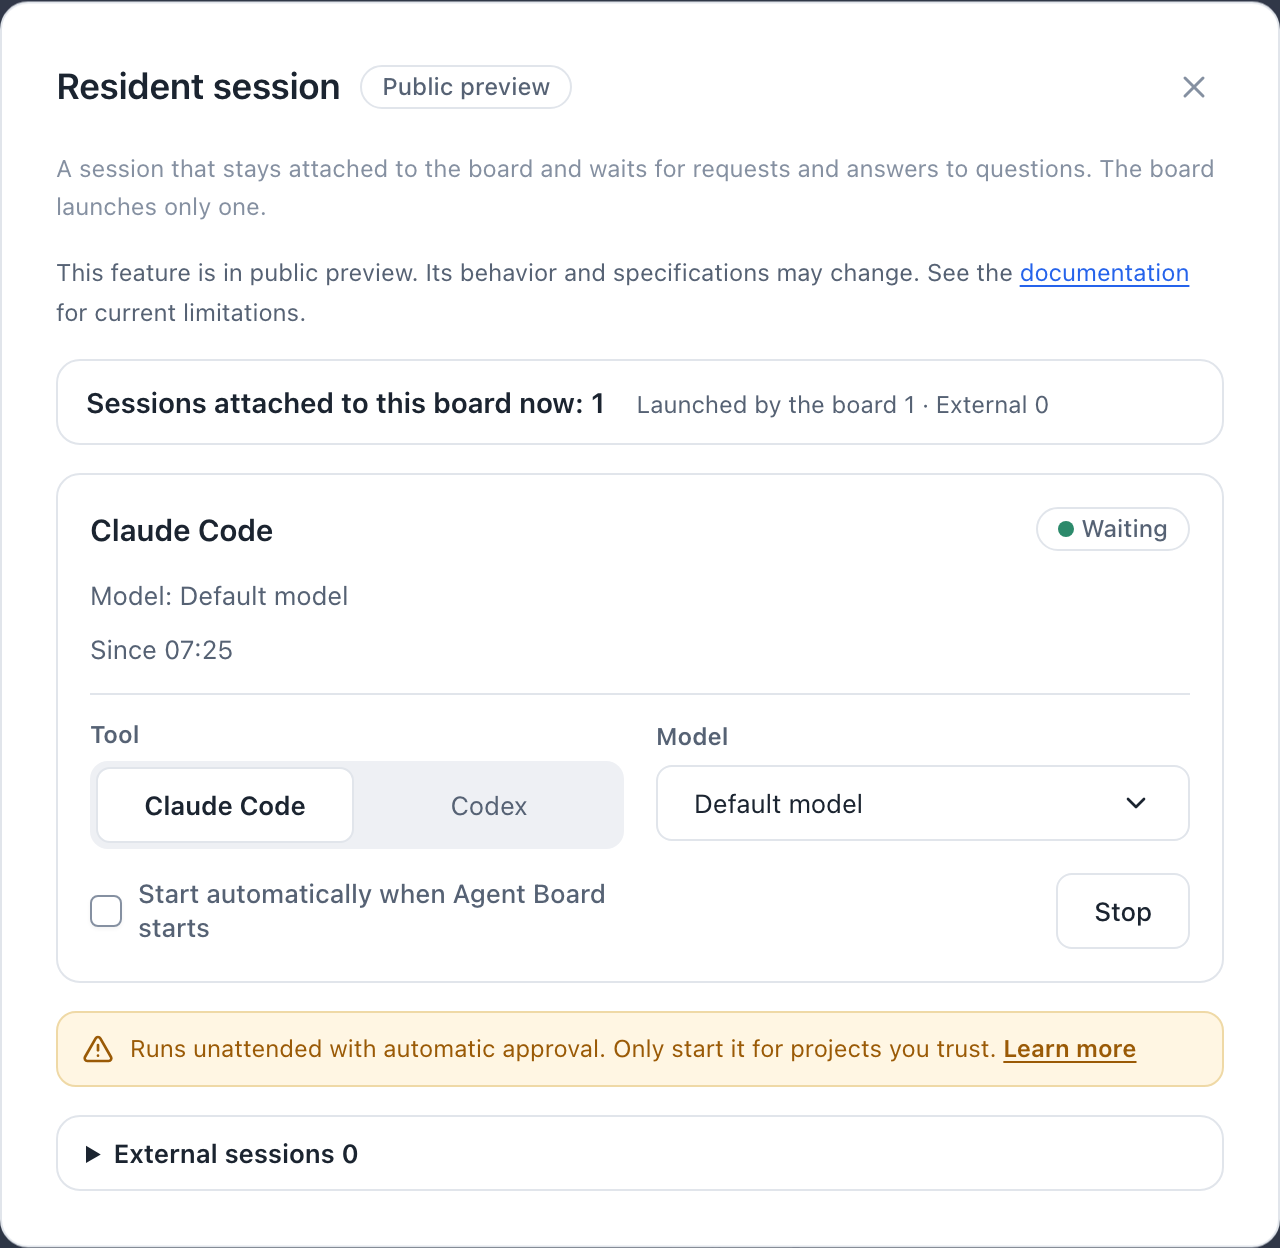 Resident session
Public preview
A session that stays attached to the board and waits for requests and answers to questions. The board
launches only one.
This feature is in public preview. Its behavior and specifications may change. See the documentation
for current limitations.
Sessions attached to this board now: 1
Launched by the board 1 · External 0
Claude Code
Waiting
Model: Default model
Since 07:25
Tool
Model
Claude Code
Codex
Default model
Start automatically when Agent Board
starts
Stop
Runs unattended with automatic approval. Only start it for projects you trust. Learn more
External sessions 0